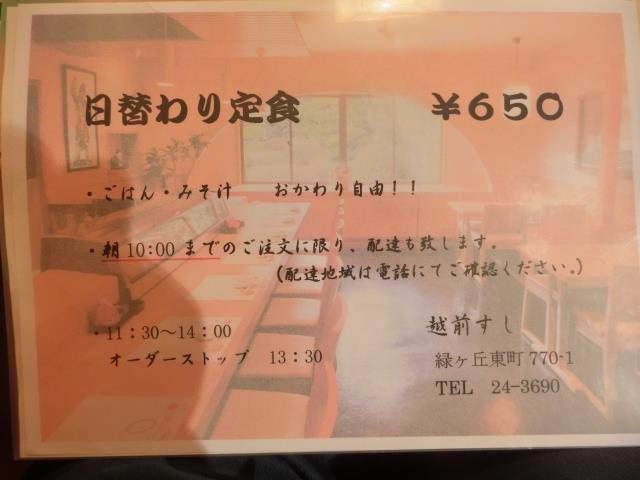 日替わり定食　￥６５０
・ごはん・みそ汁　おかわり自由！！
・朝10:00までのご注文に限り、配達も致します。
（配達地域は電話にてご確認ください。）
・11：30～14：00
オーダーストップ　13：30
越前すし
緑ヶ丘東町770-1
TEL　24-3690